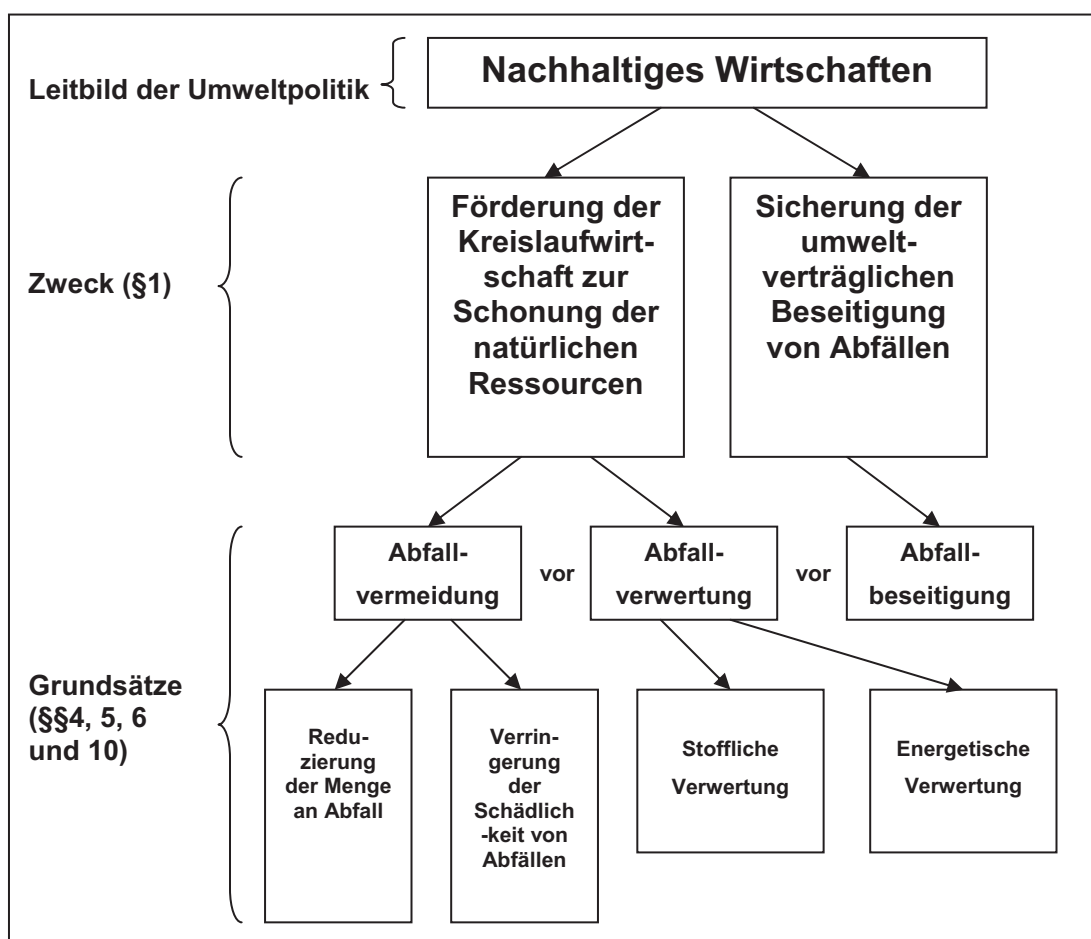 Leitbild der Umweltpolitik
Nachhaltiges Wirtschaften
Zweck (§1)
Förderung der
Kreislaufwirt-
schaft zur
Schonung der
natürlichen
Ressourcen
Sicherung der
umwelt-
verträglichen
Beseitigung
von Abfällen
Grundsätze
(§§4, 5, 6
und 10)
Abfall-
vermeidung
vor
Abfall-
verwertung
vor
Abfall-
beseitigung
Redu-
zierung
der Menge
an Abfall
Verrin-
gerung
der
Schädlich
-keit von
Abfällen
Stoffliche
Verwertung
Energetische
Verwertung